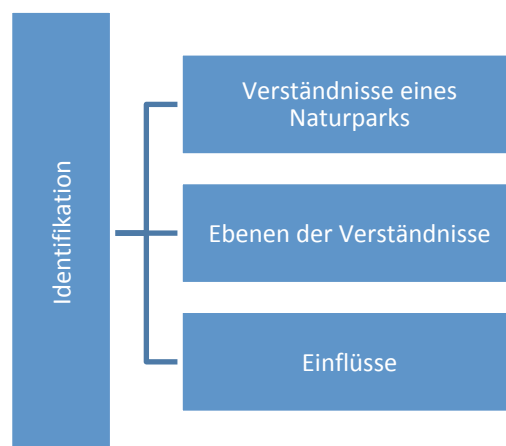 Identifikation
Verständnisse eines
Naturparks
Ebenen der Verständnisse
Einflüsse